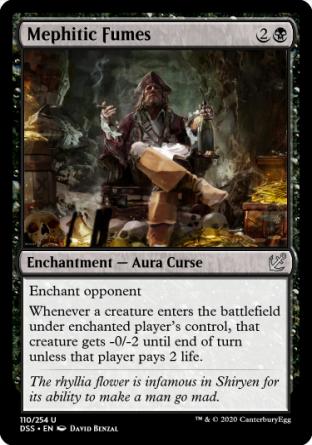 Mephitic Fumes 2
Enchantment — Aura Curse
Enchant opponent
Whenever a creature enters the battlefield
under enchanted player's control, that
creature gets -0/-2 until end of turn
unless that player pays 2 life.
The rhyllia flower is infamous in Shiryen for
its ability to make a man go mad.
110/254 U
DSS • EN DAVID BENZAL
™ & © 2020 CanterburyEgg